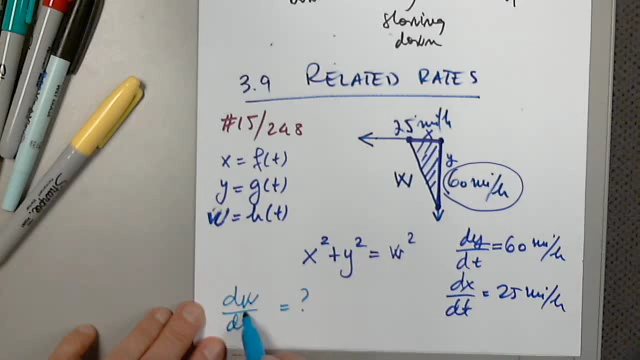 slowing
down
3.9 RELATED RATES
#15/248
25 mi/h
x
x = f(t)
y
y = g(t)
W
60 mi/h
w = h(t)
x² + y² = w²
dy/dt = 60 mi/h
dx/dt = 25 mi/h
dw/dt = ?